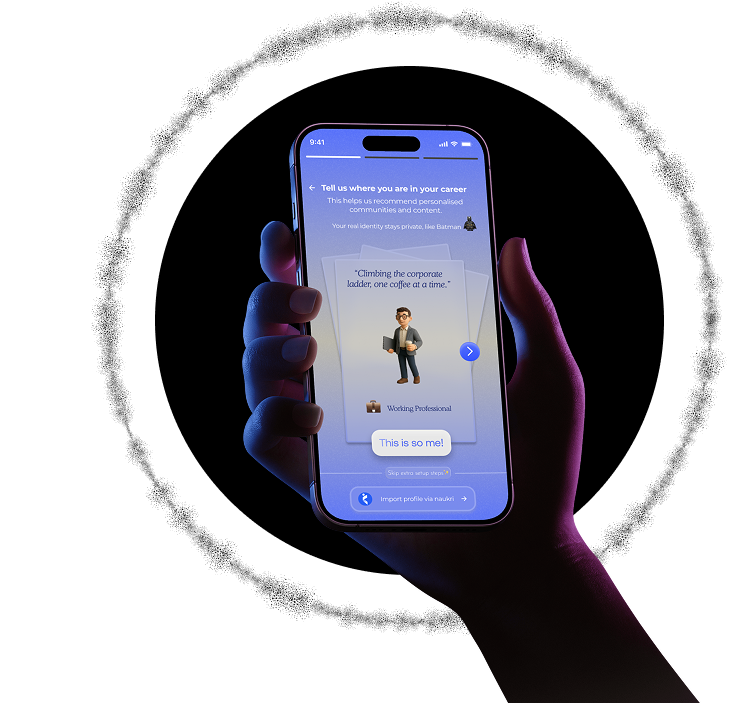 9:41
Tell us where you are in your career
This helps us recommend personalised
communities and content.
Your real identity stays private, like Batman
"Climbing the corporate
ladder, one coffee at a time."
Working Professional
This is so me!
Skip extra setup steps
Import profile via naukri